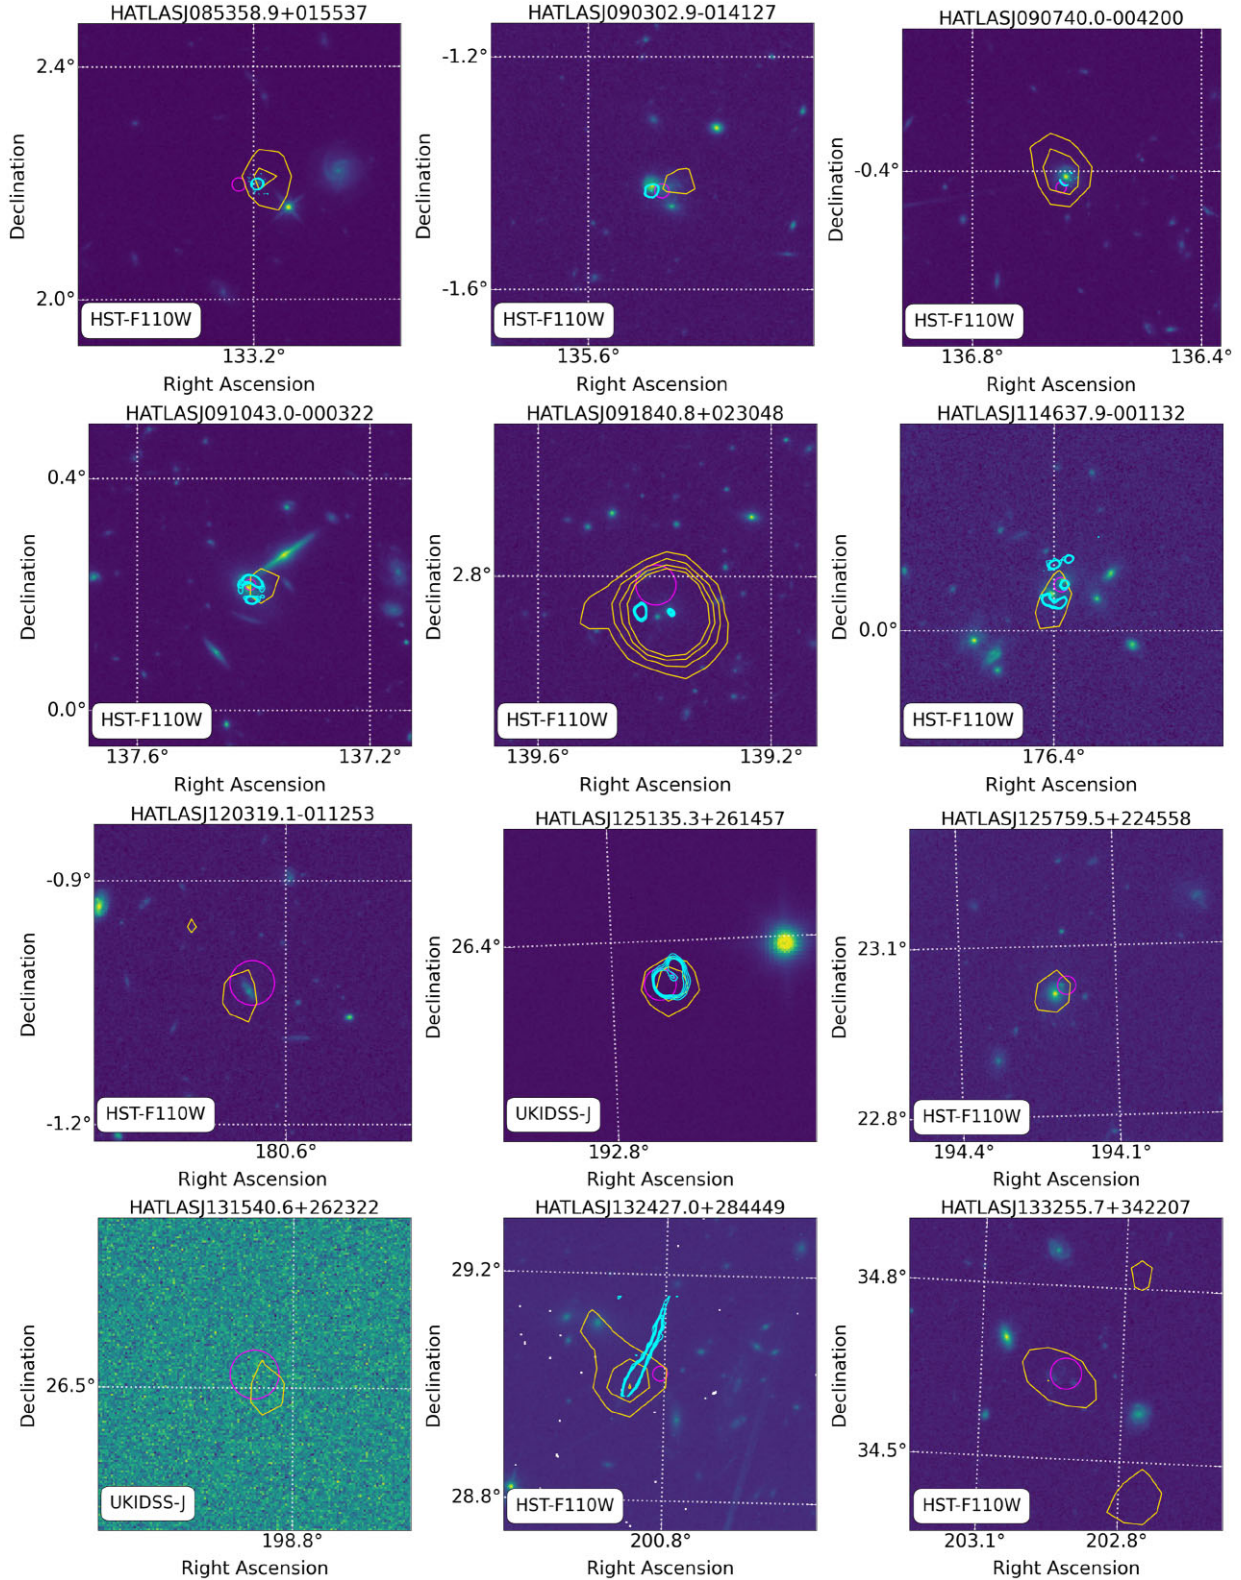 HATLASJ085358.9+015537
HATLASJ090302.9-014127
HATLASJ090740.0-004200
2.4°
2.0°
Declination
HST-F110W
133.2°
Right Ascension
-1.2°
-1.6°
Declination
HST-F110W
135.6°
Right Ascension
-0.4°
Declination
HST-F110W
136.8°
136.4°
Right Ascension
HATLASJ091043.0-000322
HATLASJ091840.8+023048
HATLASJ114637.9-001132
0.4°
0.0°
Declination
HST-F110W
137.6°
137.2°
Right Ascension
2.8°
Declination
HST-F110W
139.6°
139.2°
Right Ascension
0.0°
Declination
HST-F110W
176.4°
Right Ascension
HATLASJ120319.1-011253
HATLASJ125135.3+261457
HATLASJ125759.5+224558
-0.9°
-1.2°
Declination
HST-F110W
180.6°
Right Ascension
26.4°
Declination
UKIDSS-J
192.8°
Right Ascension
23.1°
22.8°
Declination
HST-F110W
194.4°
194.1°
Right Ascension
HATLASJ131540.6+262322
HATLASJ132427.0+284449
HATLASJ133255.7+342207
26.5°
Declination
UKIDSS-J
198.8°
Right Ascension
29.2°
28.8°
Declination
HST-F110W
200.8°
Right Ascension
34.8°
34.5°
Declination
HST-F110W
203.1°
202.8°
Right Ascension